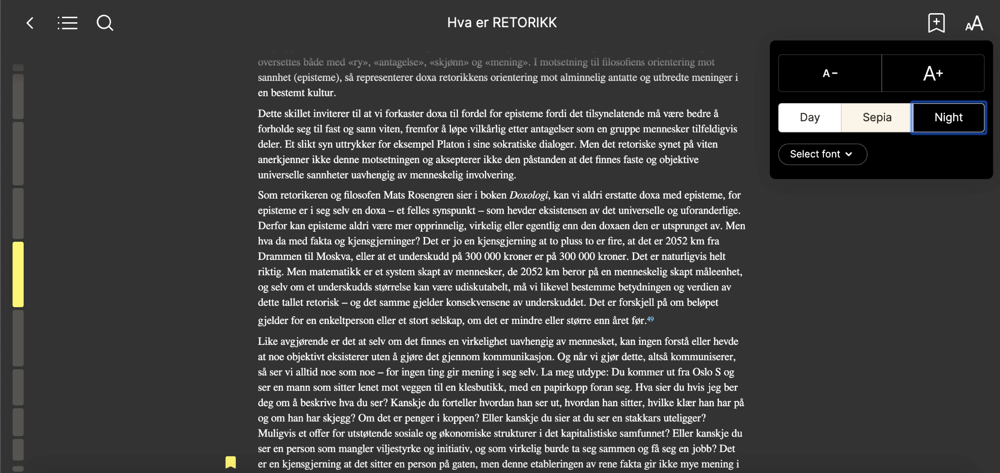 Hva er RETORIKK
A-
A+
Day
Sepia
Night
Select font
oversettes både med «ry», «antagelse», «skjønn» og «mening». I motsetning til filosofiens orientering mot
sannhet (episteme), så representerer doxa retorikkens orientering mot alminnelig antatte og utbredte meninger i
en bestemt kultur.
Dette skillet inviterer til at vi forkaster doxa til fordel for episteme fordi det tilsynelatende må være bedre å
forholde seg til fast og sann viten, fremfor å løpe vilkårlig etter antagelser som en gruppe mennesker tilfeldigvis
deler. Et slikt syn uttrykker for eksempel Platon i sine sokratiske dialoger. Men det retoriske synet på viten
anerkjenner ikke denne motsetningen og aksepterer ikke den påstanden at det finnes faste og objektive
universelle sannheter uavhengig av menneskelig involvering.
Som retorikeren og filosofen Mats Rosengren sier i boken Doxologi, kan vi aldri erstatte doxa med episteme, for
episteme er i seg selv en doxa – et felles synspunkt – som hevder eksistensen av det universelle og uforanderlige.
Derfor kan episteme aldri være mer opprinnelig, virkelig eller egentlig enn den doxaen den er utsprunget av. Men
hva da med fakta og kjensgjerninger? Det er jo en kjensgjerning at to pluss to er fire, at det er 2052 km fra
Drammen til Moskva, eller at et underskudd på 300 000 kroner er på 300 000 kroner. Det er naturligvis helt
riktig. Men matematikk er et system skapt av mennesker, de 2052 km beror på en menneskelig skapt måleenhet,
og selv om et underskudds størrelse kan være udiskutabelt, må vi likevel bestemme betydningen og verdien av
dette tallet retorisk – og det samme gjelder konsekvensene av underskuddet. Det er forskjell på om beløpet
gjelder for en enkeltperson eller et stort selskap, om det er mindre eller større enn året før.49
Like avgjørende er det at selv om det finnes en virkelighet uavhengig av mennesket, kan ingen forstå eller hevde
at noe objektivt eksisterer uten å gjøre det gjennom kommunikasjon. Og når vi gjør dette, altså kommuniserer,
så ser vi alltid noe som noe – for ingen ting gir mening i seg selv. La meg utdype: Du kommer ut fra Oslo S og
ser en mann som sitter lenet mot veggen til en klesbutikk, med en papirkopp foran seg. Hva sier du hvis jeg ber
deg om å beskrive hva du ser? Kanskje du forteller hvordan han ser ut, hvordan han sitter, hvilke klær han har på
og om han har skjegg? Om det er penger i koppen? Eller kanskje du sier at du ser en stakkars uteligger?
Muligvis et offer for utstøtende sosiale og økonomiske strukturer i det kapitalistiske samfunnet? Eller kanskje du
ser en person som mangler viljestyrke og initiativ, og som virkelig burde ta seg sammen og få seg en jobb? Det
er en kjensgjerning at det sitter en person på gaten, men denne etableringen av rene fakta gir ikke mye mening i